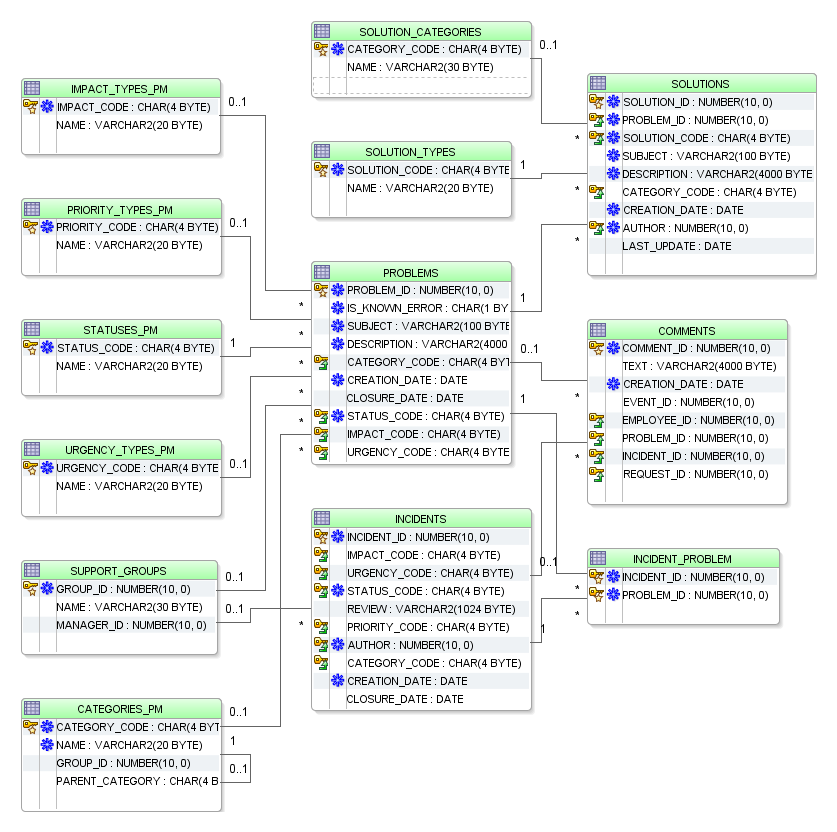 SOLUTION_CATEGORIES
CATEGORY_CODE : CHAR(4 BYTE)
NAME : VARCHAR2(30 BYTE)
0..1
SOLUTIONS
SOLUTION_ID : NUMBER(10, 0)
PROBLEM_ID : NUMBER(10, 0)
SOLUTION_CODE : CHAR(4 BYTE)
SUBJECT : VARCHAR2(100 BYTE)
DESCRIPTION : VARCHAR2(4000 BYTE
CATEGORY_CODE : CHAR(4 BYTE)
CREATION_DATE : DATE
AUTHOR : NUMBER(10, 0)
LAST_UPDATE : DATE
*
*
*
IMPACT_TYPES_PM
IMPACT_CODE : CHAR(4 BYTE)
NAME : VARCHAR2(20 BYTE)
0..1
SOLUTION_TYPES
SOLUTION_CODE : CHAR(4 BYTE
NAME : VARCHAR2(20 BYTE)
1
PRIORITY_TYPES_PM
PRIORITY_CODE : CHAR(4 BYTE)
NAME : VARCHAR2(20 BYTE)
0..1
PROBLEMS
PROBLEM_ID : NUMBER(10, 0)
IS_KNOWN_ERROR : CHAR(1 BY
SUBJECT : VARCHAR2(100 BYTE
DESCRIPTION : VARCHAR2(4000
CATEGORY_CODE : CHAR(4 BYT
CREATION_DATE : DATE
CLOSURE_DATE : DATE
STATUS_CODE : CHAR(4 BYTE)
IMPACT_CODE : CHAR(4 BYTE)
URGENCY_CODE : CHAR(4 BYTE
*
*
*
*
*
*
1
0..1
1
STATUSES_PM
STATUS_CODE : CHAR(4 BYTE)
NAME : VARCHAR2(20 BYTE)
1
COMMENTS
COMMENT_ID : NUMBER(10, 0)
TEXT : VARCHAR2(4000 BYTE)
CREATION_DATE : DATE
EVENT_ID : NUMBER(10, 0)
EMPLOYEE_ID : NUMBER(10, 0)
PROBLEM_ID : NUMBER(10, 0)
INCIDENT_ID : NUMBER(10, 0)
REQUEST_ID : NUMBER(10, 0)
*
*
URGENCY_TYPES_PM
URGENCY_CODE : CHAR(4 BYTE
NAME : VARCHAR2(20 BYTE)
0..1
INCIDENTS
INCIDENT_ID : NUMBER(10, 0)
IMPACT_CODE : CHAR(4 BYTE)
URGENCY_CODE : CHAR(4 BYTE)
STATUS_CODE : CHAR(4 BYTE)
REVIEW : VARCHAR2(1024 BYTE)
PRIORITY_CODE : CHAR(4 BYTE)
AUTHOR : NUMBER(10, 0)
CATEGORY_CODE : CHAR(4 BYTE)
CREATION_DATE : DATE
CLOSURE_DATE : DATE
*
0..1
1
INCIDENT_PROBLEM
INCIDENT_ID : NUMBER(10, 0)
PROBLEM_ID : NUMBER(10, 0)
*
*
SUPPORT_GROUPS
GROUP_ID : NUMBER(10, 0)
NAME : VARCHAR2(30 BYTE)
MANAGER_ID : NUMBER(10, 0)
0..1
0..1
CATEGORIES_PM
CATEGORY_CODE : CHAR(4 BYT
NAME : VARCHAR2(20 BYTE)
GROUP_ID : NUMBER(10, 0)
PARENT_CATEGORY : CHAR(4 B
0..1
1
0..1